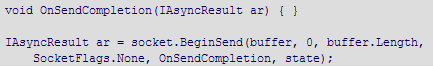 void OnSendCompletion(IAsyncResult ar) { }
IAsyncResult ar = socket.BeginSend(buffer, 0, buffer.Length,
    SocketFlags.None, OnSendCompletion, state);